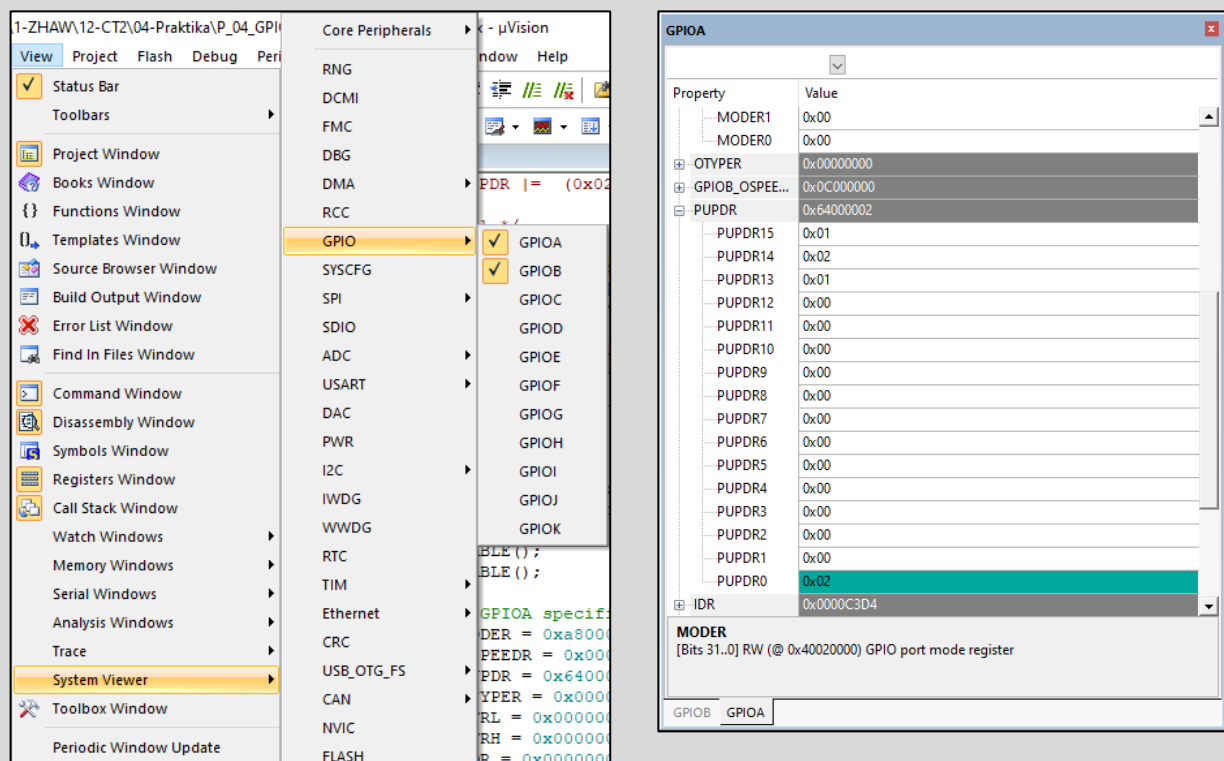 .\1-ZHAW\12-CT2\04-Praktika\P_04_GPI
- µVision
View Project Flash Debug Peri
ndow Help
Status Bar
Toolbars
Project Window
Books Window
Functions Window
Templates Window
Source Browser Window
Build Output Window
Error List Window
Find In Files Window
Command Window
Disassembly Window
Symbols Window
Registers Window
Call Stack Window
Watch Windows
Memory Windows
Serial Windows
Analysis Windows
Trace
System Viewer
Toolbox Window
Periodic Window Update
Core Peripherals
RNG
DCMI
FMC
DBG
DMA
RCC
GPIO
SYSCFG
SPI
SDIO
ADC
USART
DAC
PWR
I2C
IWDG
WWDG
RTC
TIM
Ethernet
CRC
USB_OTG_FS
CAN
NVIC
FLASH
GPIOA
GPIOB
GPIOC
GPIOD
GPIOE
GPIOF
GPIOG
GPIOH
GPIOI
GPIOJ
GPIOK
PDR |= (0x02
BLE();
BLE();
GPIOA specifi
DER = 0xa8000
PEEDR = 0x000
PDR = 0x64000
YPER = 0x0000
RL = 0x000000
RH = 0x000000
R = 0x0000000
GPIOA
Property Value
MODER1 0x00
MODER0 0x00
OTYPER 0x00000000
GPIOB_OSPEE... 0x0C000000
PUPDR 0x64000002
PUPDR15 0x01
PUPDR14 0x02
PUPDR13 0x01
PUPDR12 0x00
PUPDR11 0x00
PUPDR10 0x00
PUPDR9 0x00
PUPDR8 0x00
PUPDR7 0x00
PUPDR6 0x00
PUPDR5 0x00
PUPDR4 0x00
PUPDR3 0x00
PUPDR2 0x00
PUPDR1 0x00
PUPDR0 0x02
IDR 0x0000C3D4
MODER
[Bits 31..0] RW (@ 0x40020000) GPIO port mode register
GPIOB GPIOA